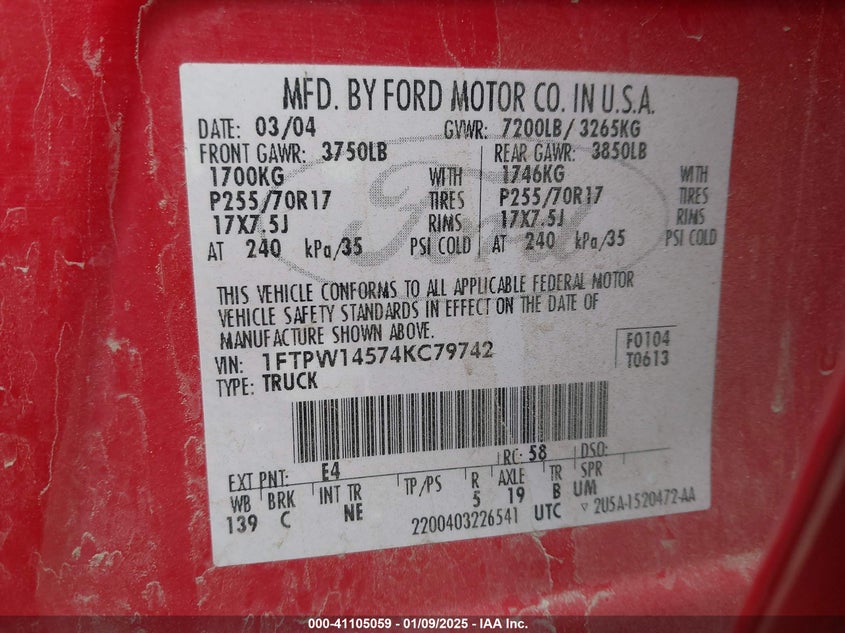 MFD. BY FORD MOTOR CO. IN U.S.A.
DATE: 03/04 GVWR: 7200LB/ 3265KG
FRONT GAWR: 3750LB REAR GAWR: 3850LB
1700KG WITH 1746KG WITH
P255/70R17 TIRES P255/70R17 TIRES
17X7.5J RIMS 17X7.5J RIMS
AT 240 kPa/35 PSI COLD AT 240 kPa/35 PSI COLD
Ford
THIS VEHICLE CONFORMS TO ALL APPLICABLE FEDERAL MOTOR
VEHICLE SAFETY STANDARDS IN EFFECT ON THE DATE OF
MANUFACTURE SHOWN ABOVE.
VIN: 1FTPW14574KC79742 F0104
TYPE: TRUCK T0613
EXT PNT: E4 RC: 58 DSO:
WB BRK INT TR TP/PS R AXLE TR SPR
139 C NE 5 19 B UM
2200403226541 UTC ▽ 2U5A-1520472-AA
000-41105059 - 01/09/2025 - IAA Inc.